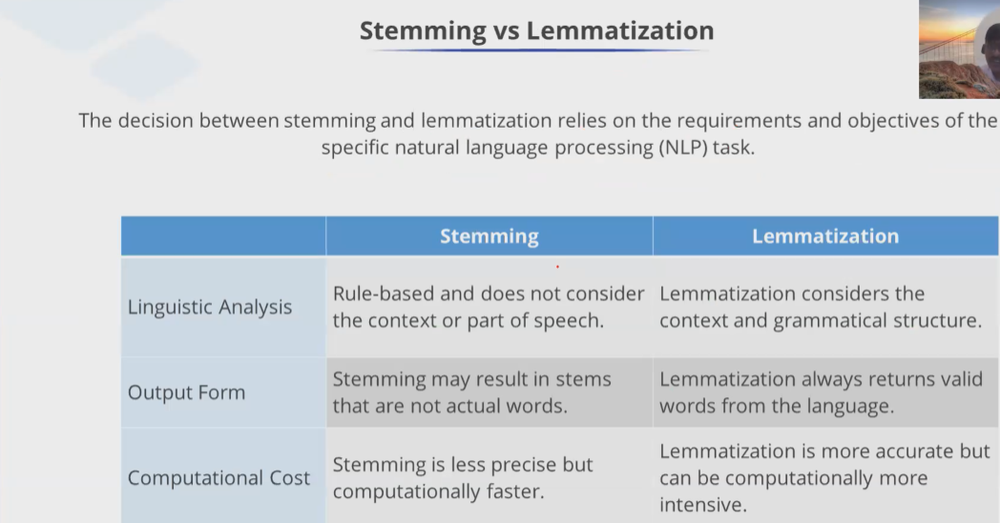 Stemming vs Lemmatization
The decision between stemming and lemmatization relies on the requirements and objectives of the
specific natural language processing (NLP) task.
Stemming
Lemmatization
Linguistic Analysis
Rule-based and does not consider
the context or part of speech.
Lemmatization considers the
context and grammatical structure.
Output Form
Stemming may result in stems
that are not actual words.
Lemmatization always returns valid
words from the language.
Computational Cost
Stemming is less precise but
computationally faster.
Lemmatization is more accurate but
can be computationally more
intensive.